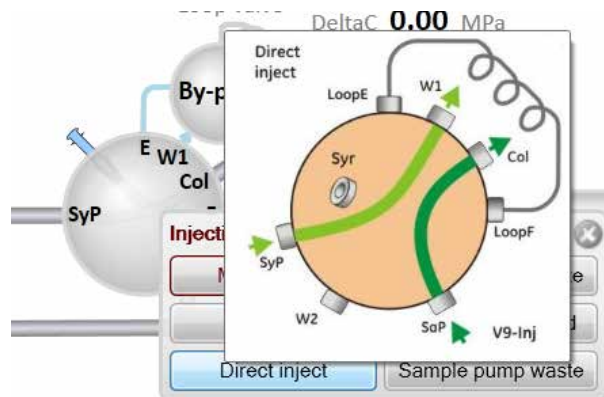 DeltaC 0.00 MPa
By-p
E
W1
Col
SyP
Injecti
Direct inject
Sample pump waste
Direct
inject
LoopE
W1
Col
Syr
LoopF
SyP
W2
SaP
V9-Inj